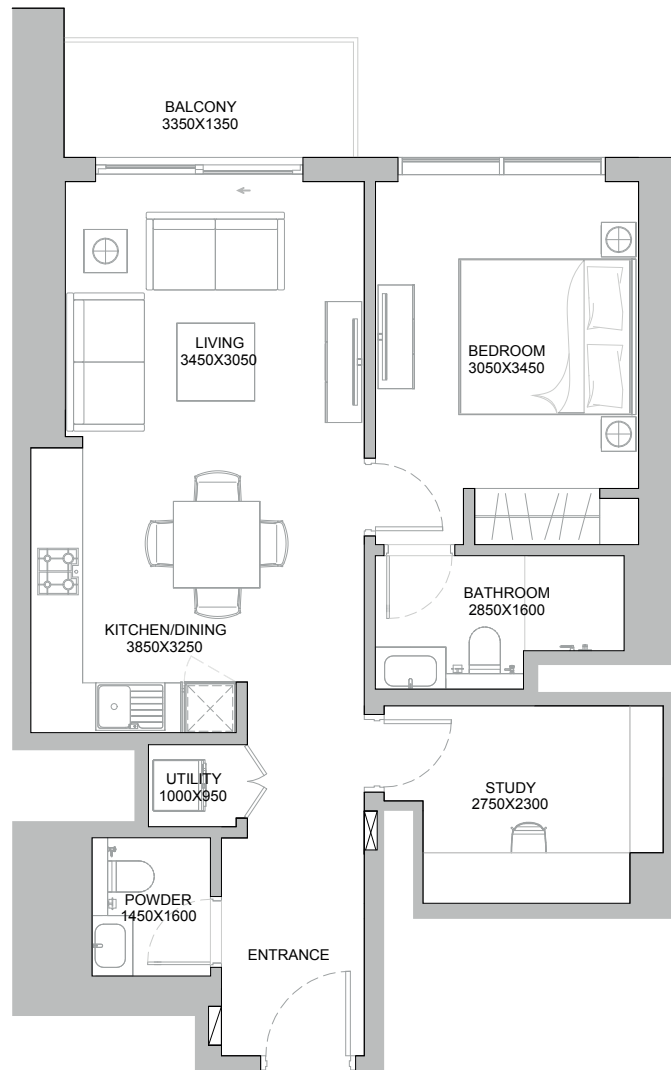 BALCONY
3350X1350
LIVING
3450X3050
BEDROOM
3050X3450
BATHROOM
2850X1600
KITCHEN/DINING
3850X3250
UTILITY
1000X950
STUDY
2750X2300
POWDER
1450X1600
ENTRANCE